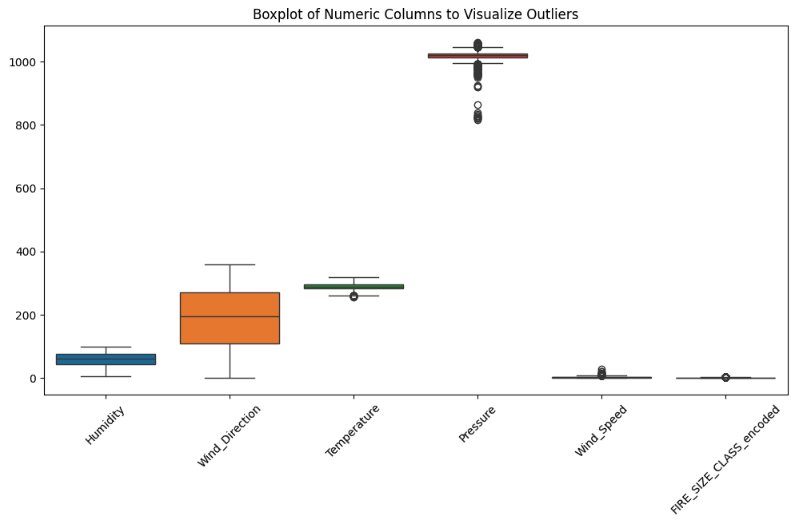 Boxplot of Numeric Columns to Visualize Outliers
1000
800
600
400
200
0
Humidity
Wind_Direction
Temperature
Pressure
Wind_Speed
FIRE_SIZE_CLASS_encoded